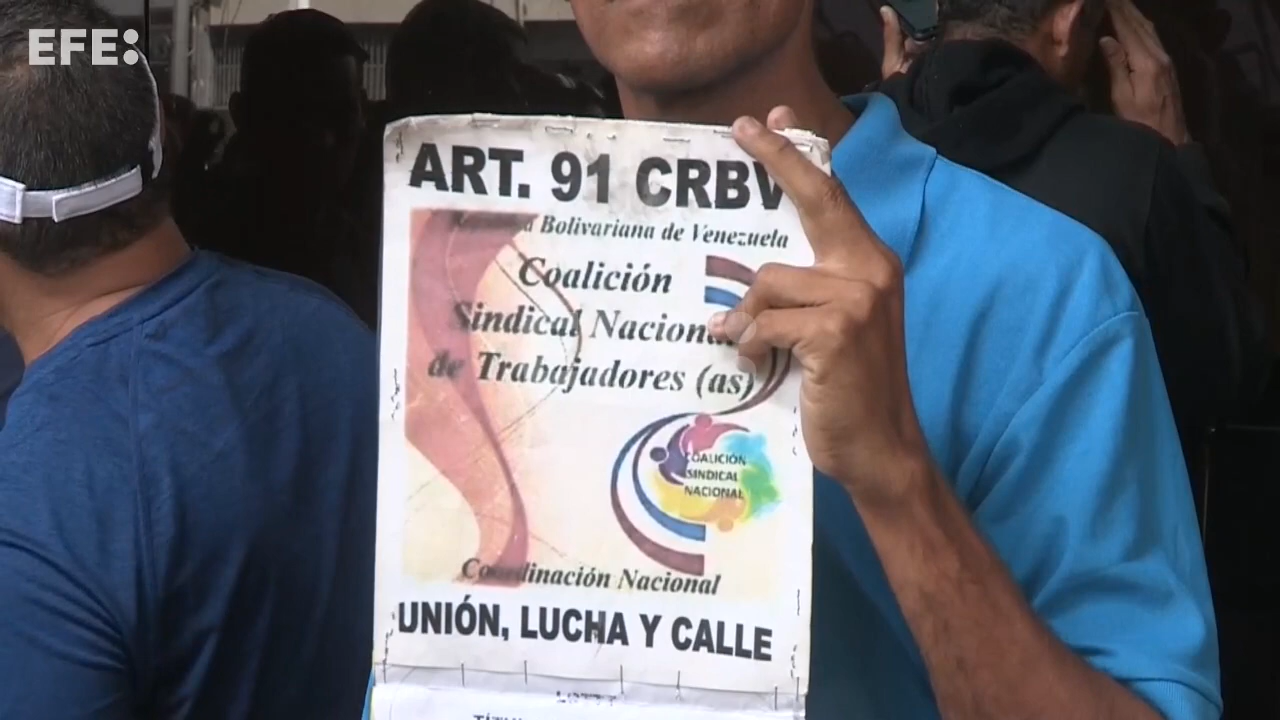 EFE:
ART. 91 CRBV
Bolivariana de Venezuela
Coalición
Sindical Nacional
de Trabajadores (as)
COALICIÓN
SINDICAL
NACIONAL
Coordinación Nacional
UNIÓN, LUCHA Y CALLE